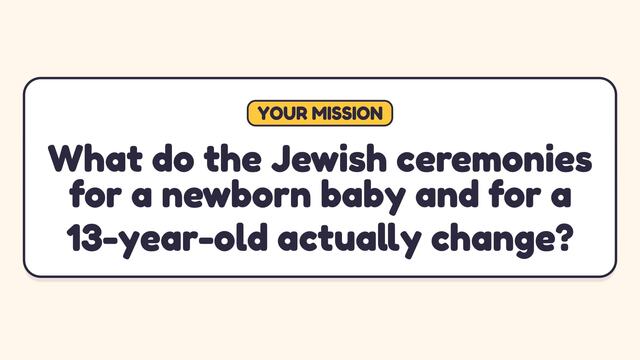 YOUR MISSION
What do the Jewish ceremonies
for a newborn baby and for a
13-year-old actually change?